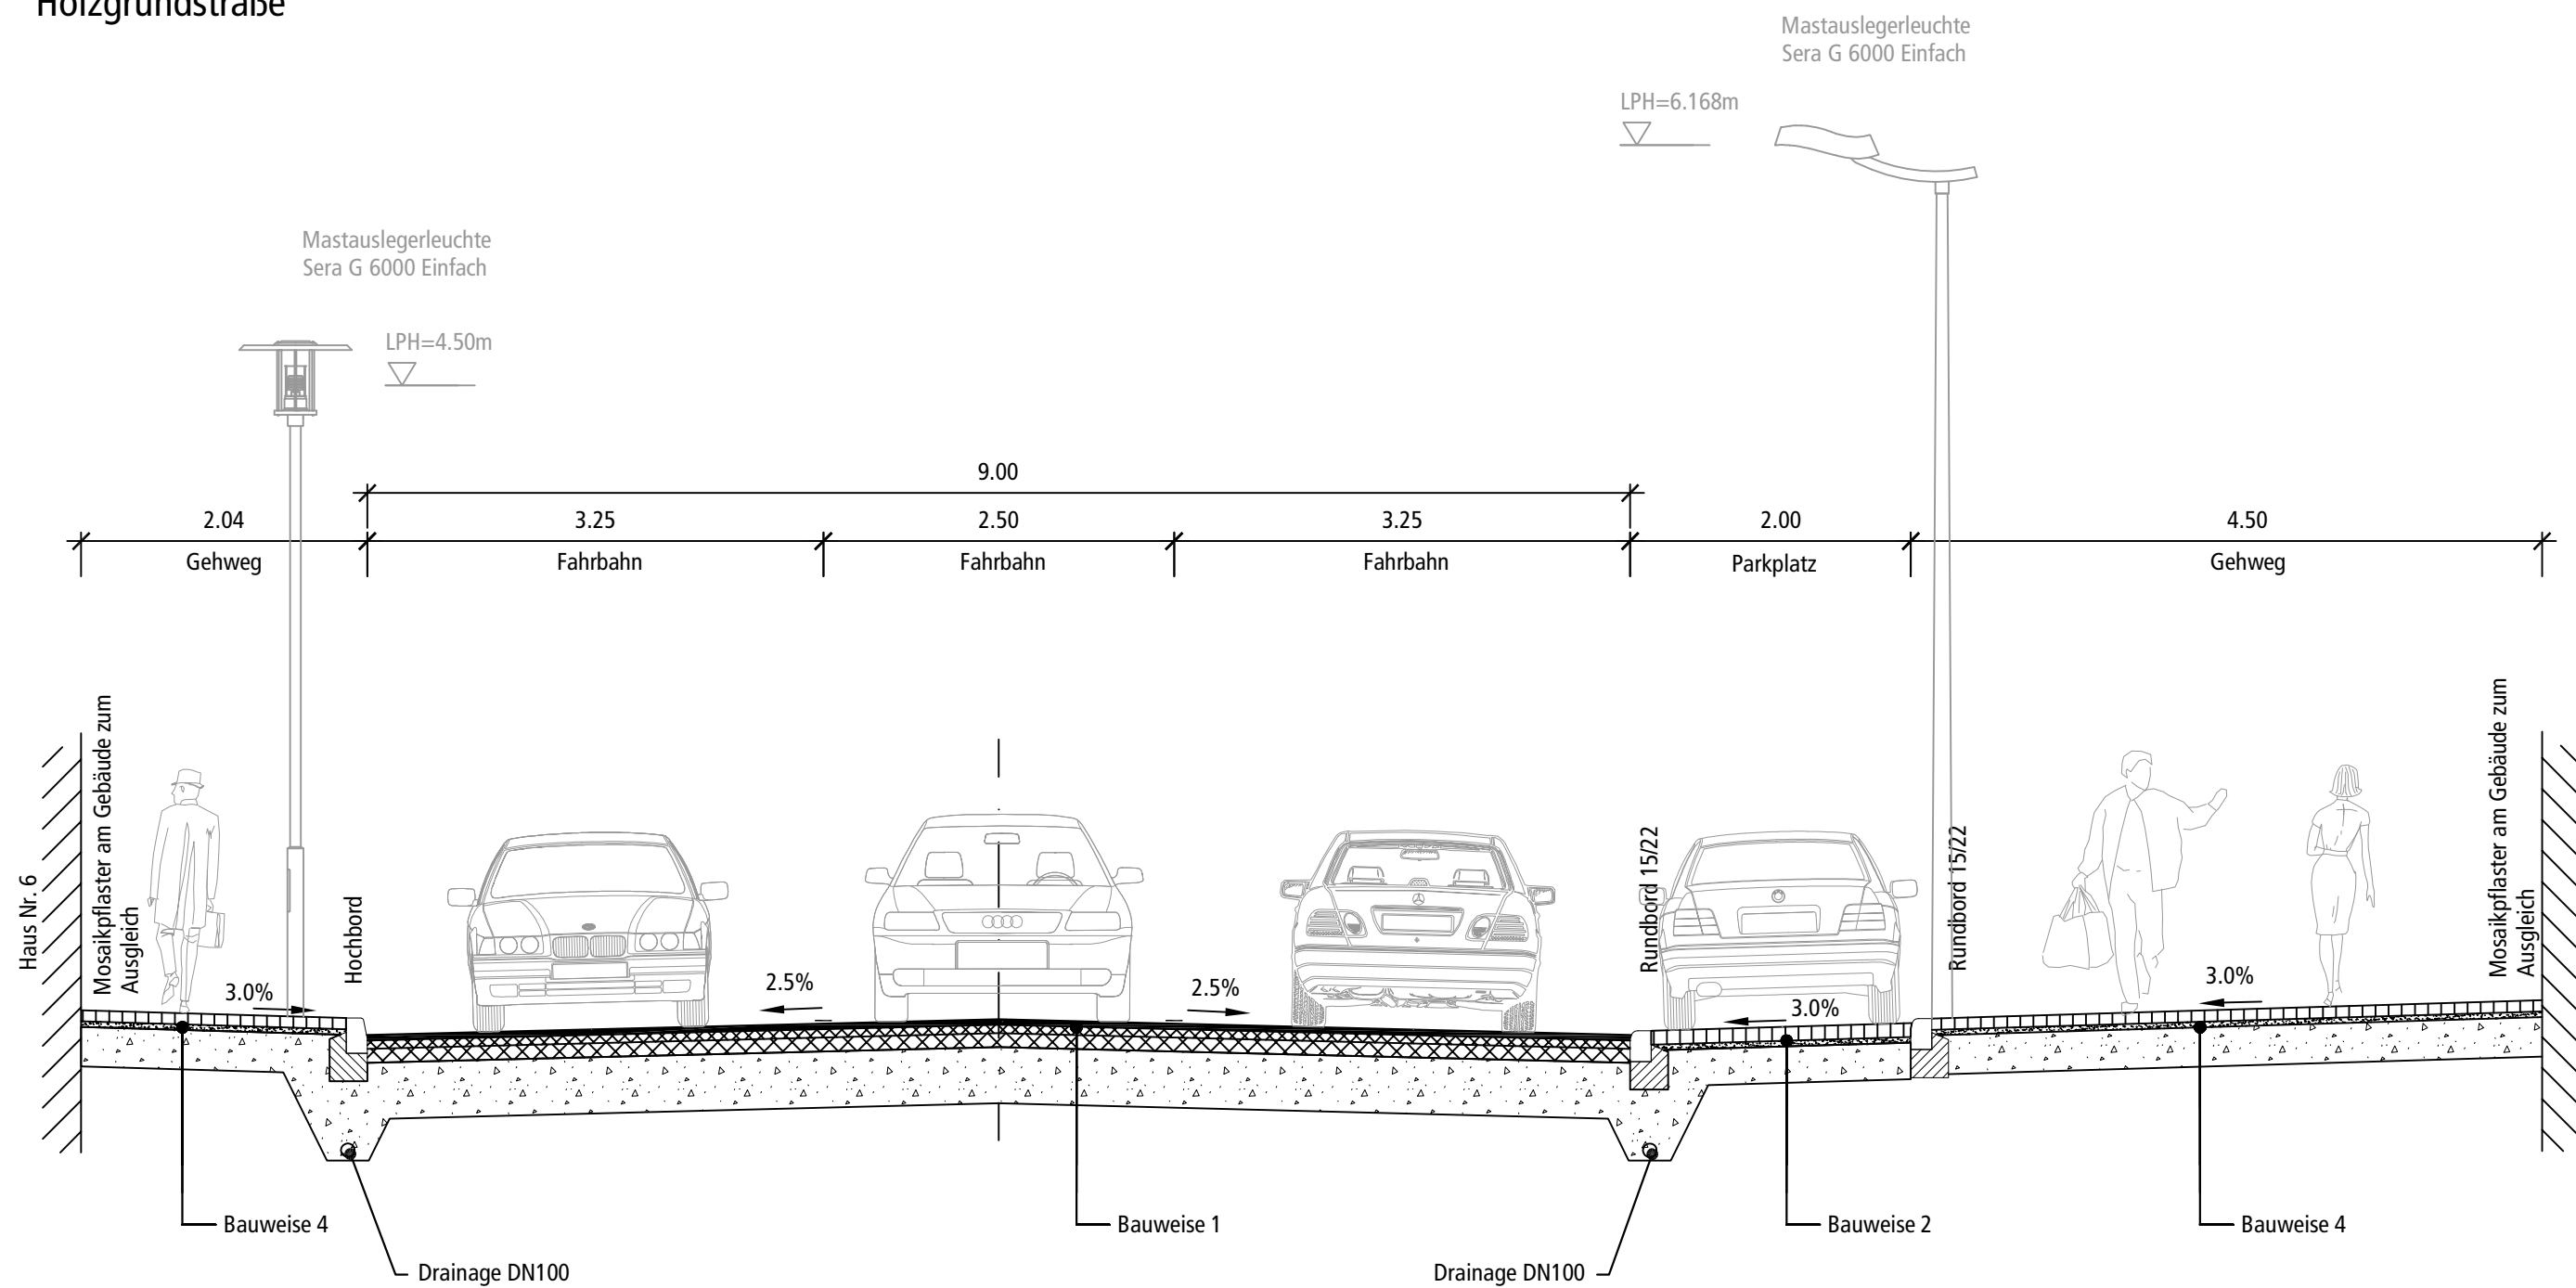 Holzgrundstraße
Mastauslegerleuchte
Sera G 6000 Einfach
LPH=6.168m
Mastauslegerleuchte
Sera G 6000 Einfach
LPH=4.50m
9.00
2.04
3.25
2.50
3.25
2.00
4.50
Gehweg
Fahrbahn
Fahrbahn
Fahrbahn
Parkplatz
Gehweg
Haus Nr. 6
Mosaikpflaster am Gebäude zum
Ausgleich
Hochbord
Rundbord 15/22
Rundbord 15/22
Mosaikpflaster am Gebäude zum
Ausgleich
3.0%
2.5%
2.5%
3.0%
3.0%
Bauweise 4
Bauweise 1
Bauweise 2
Bauweise 4
Drainage DN100
Drainage DN100